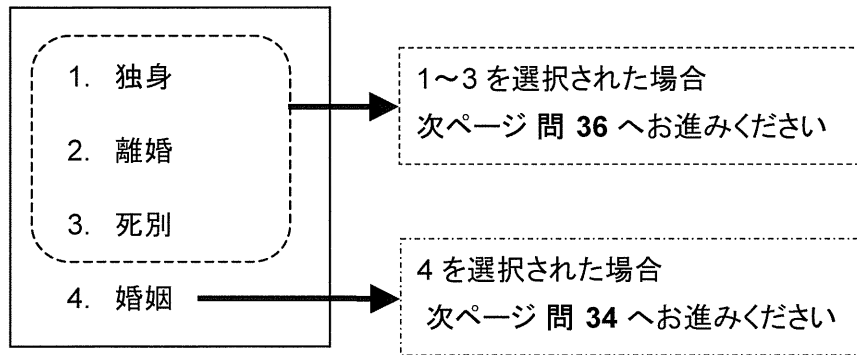 1. 独身
2. 離婚
3. 死別
4. 婚姻
1～3 を選択された場合
次ページ 問 36 へお進みください
4 を選択された場合
次ページ 問 34 へお進みください